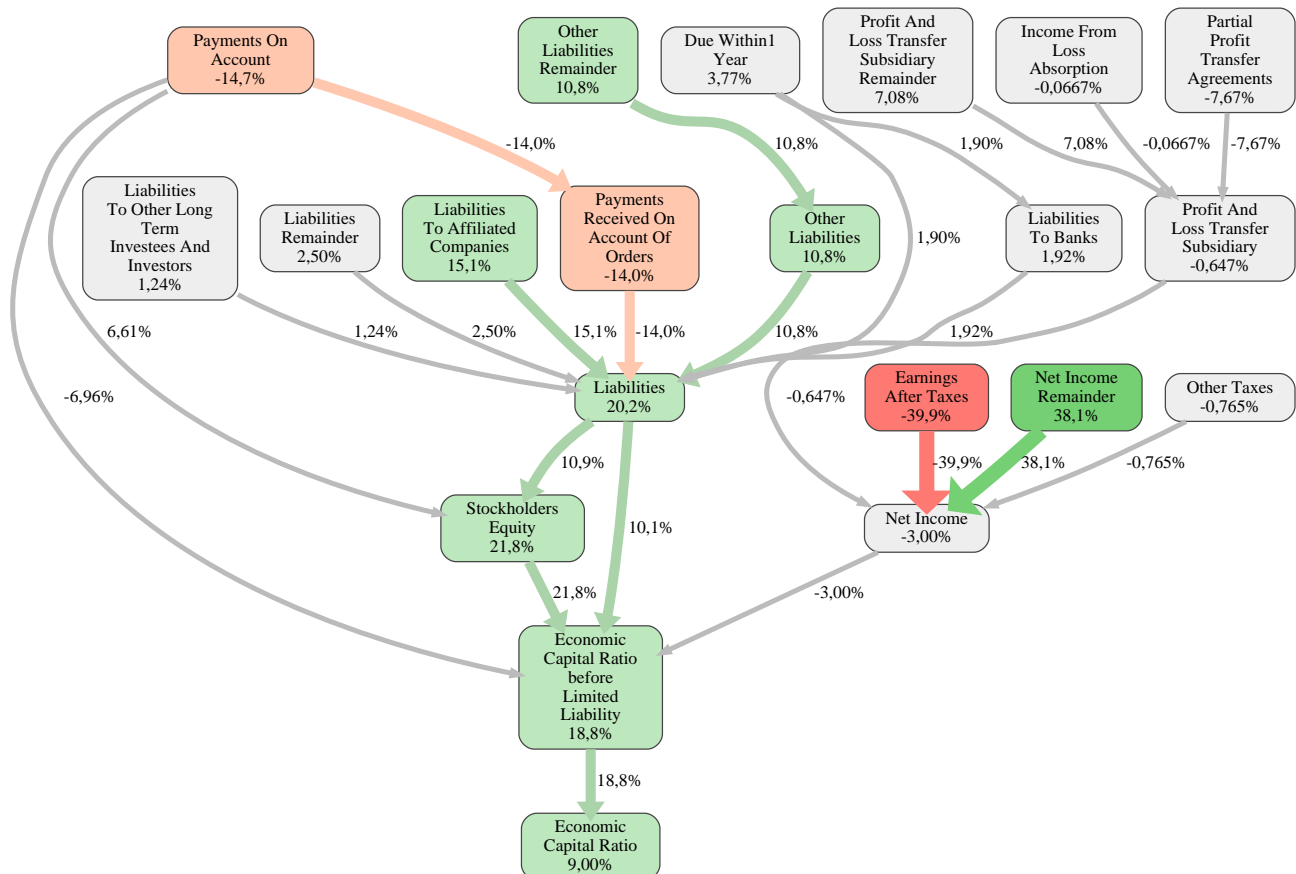 Payments On
Account
-14,7%
Other
Liabilities
Remainder
10,8%
Due Within1
Year
3,77%
Profit And
Loss Transfer
Subsidiary
Remainder
7,08%
Income From
Loss
Absorption
-0,0667%
Partial
Profit
Transfer
Agreements
-7,67%
-14,0%
10,8%
1,90%
7,08%
-0,0667%
-7,67%
Liabilities
To Other Long
Term
Investees And
Investors
1,24%
Liabilities
Remainder
2,50%
Liabilities
To Affiliated
Companies
15,1%
Payments
Received On
Account Of
Orders
-14,0%
Other
Liabilities
10,8%
1,90%
Liabilities
To Banks
1,92%
Profit And
Loss Transfer
Subsidiary
-0,647%
6,61%
1,24%
2,50%
15,1%
-14,0%
10,8%
1,92%
-6,96%
Liabilities
20,2%
-0,647%
Earnings
After Taxes
-39,9%
Net Income
Remainder
38,1%
Other Taxes
-0,765%
10,9%
-39,9%
38,1%
-0,765%
Stockholders
Equity
21,8%
10,1%
Net Income
-3,00%
21,8%
-3,00%
Economic
Capital Ratio
before
Limited
Liability
18,8%
18,8%
Economic
Capital Ratio
9,00%